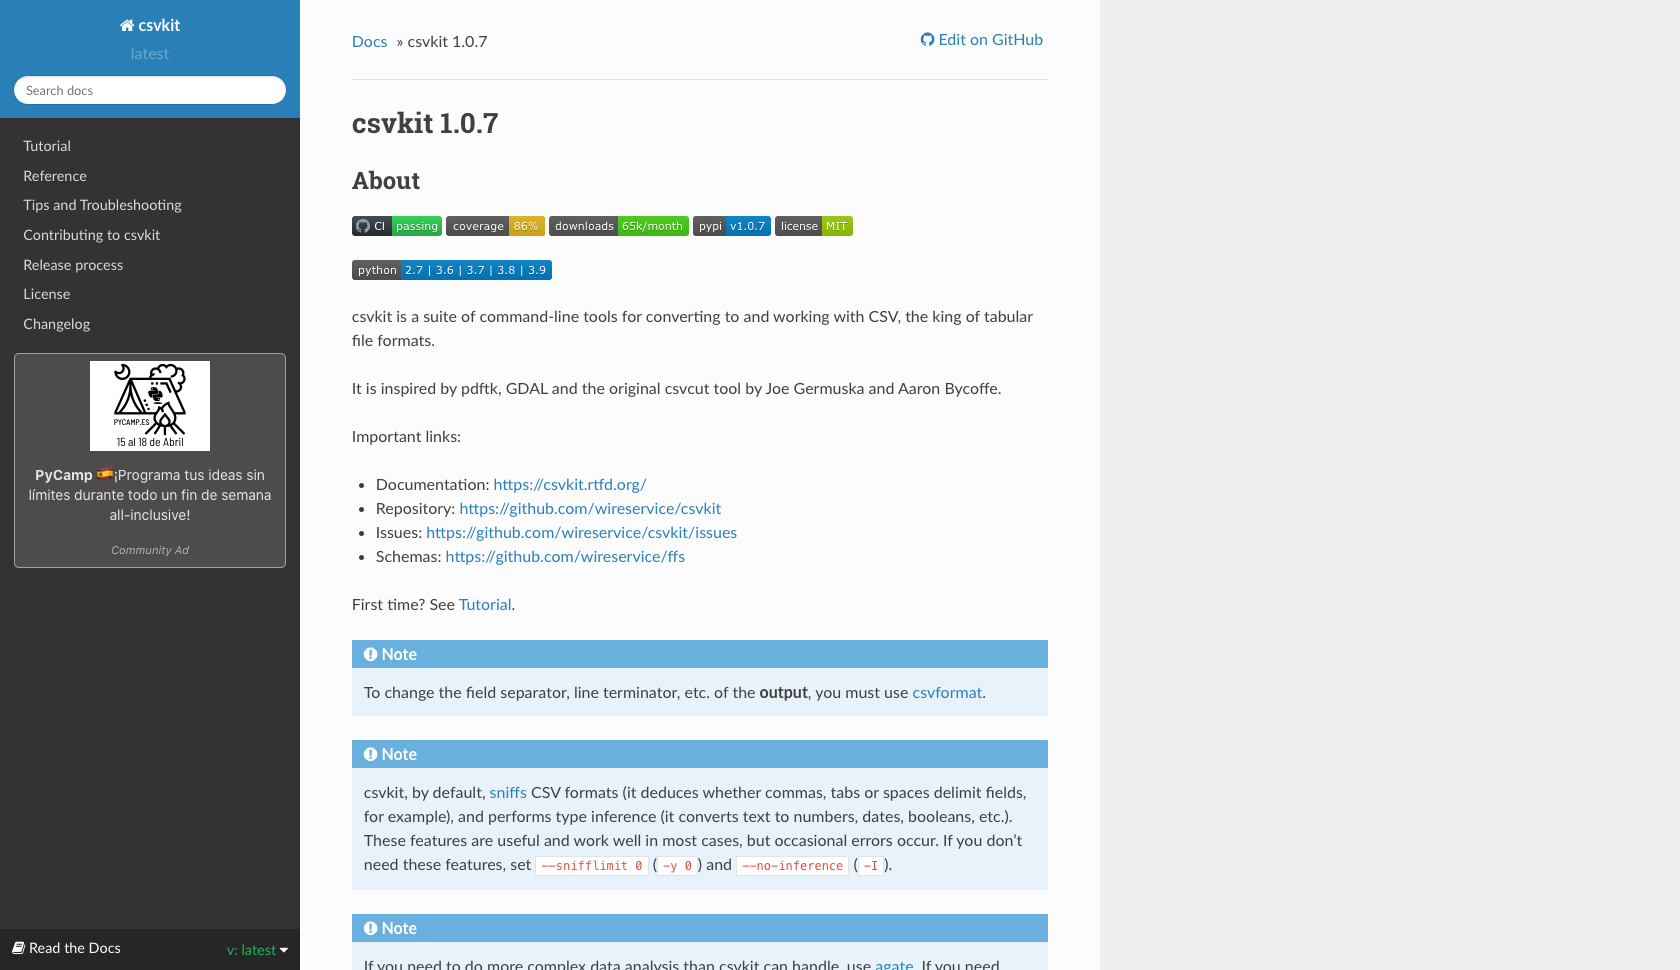 csvkit
latest
Search docs
Tutorial
Reference
Tips and Troubleshooting
Contributing to csvkit
Release process
License
Changelog
PYCAMP.ES
15 al 18 de Abril
PyCamp 🇪🇸¡Programa tus ideas sin
límites durante todo un fin de semana
all-inclusive!
Community Ad
Read the Docs
v: latest
Docs » csvkit 1.0.7
Edit on GitHub
csvkit 1.0.7
About
CI passing coverage 86% downloads 65k/month pypi v1.0.7 license MIT
python 2.7 | 3.6 | 3.7 | 3.8 | 3.9
csvkit is a suite of command-line tools for converting to and working with CSV, the king of tabular
file formats.
It is inspired by pdftk, GDAL and the original csvcut tool by Joe Germuska and Aaron Bycoffe.
Important links:
• Documentation: https://csvkit.rtfd.org/
• Repository: https://github.com/wireservice/csvkit
• Issues: https://github.com/wireservice/csvkit/issues
• Schemas: https://github.com/wireservice/ffs
First time? See Tutorial.
Note
To change the field separator, line terminator, etc. of the output, you must use csvformat.
Note
csvkit, by default, sniffs CSV formats (it deduces whether commas, tabs or spaces delimit fields,
for example), and performs type inference (it converts text to numbers, dates, booleans, etc.).
These features are useful and work well in most cases, but occasional errors occur. If you don’t
need these features, set --snifflimit 0 (-y 0) and --no-inference (-I).
Note
If you need to do more complex data analysis than csvkit can handle, use agate. If you need